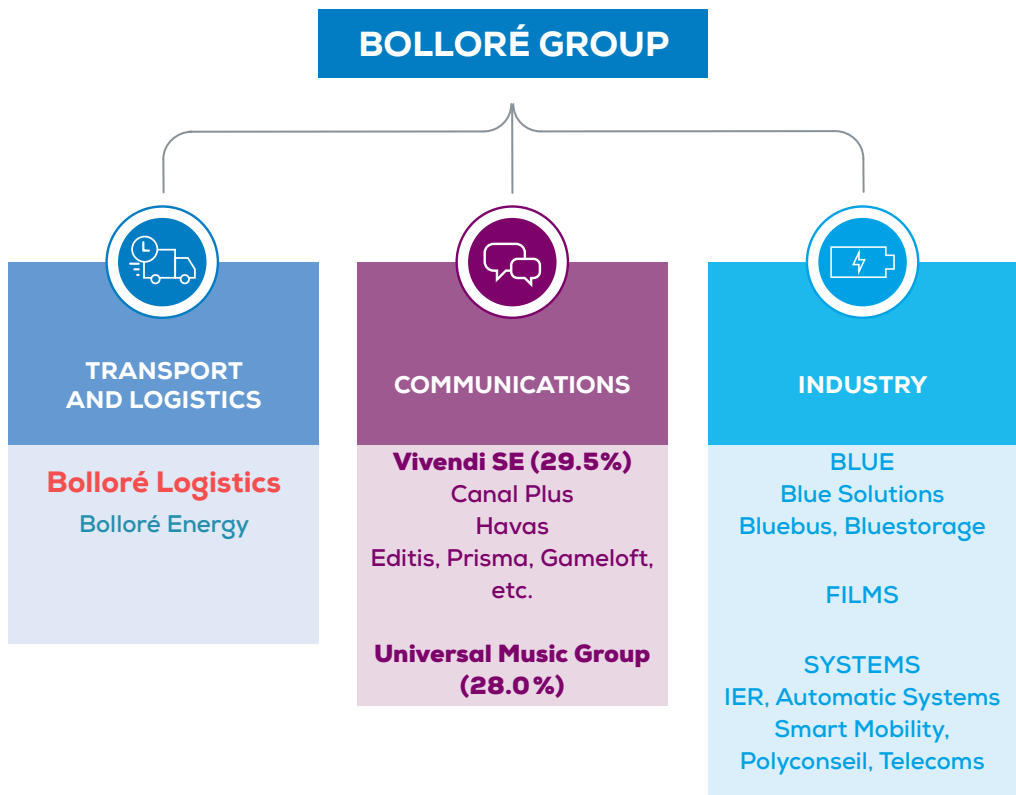 BOLLORÉ GROUP
TRANSPORT
AND LOGISTICS
Bolloré Logistics
Bolloré Energy
COMMUNICATIONS
Vivendi SE (29.5%)
Canal Plus
Havas
Editis, Prisma, Gameloft,
etc.
Universal Music Group
(28.0%)
INDUSTRY
BLUE
Blue Solutions
Bluebus, Bluestorage
FILMS
SYSTEMS
IER, Automatic Systems
Smart Mobility,
Polyconseil, Telecoms